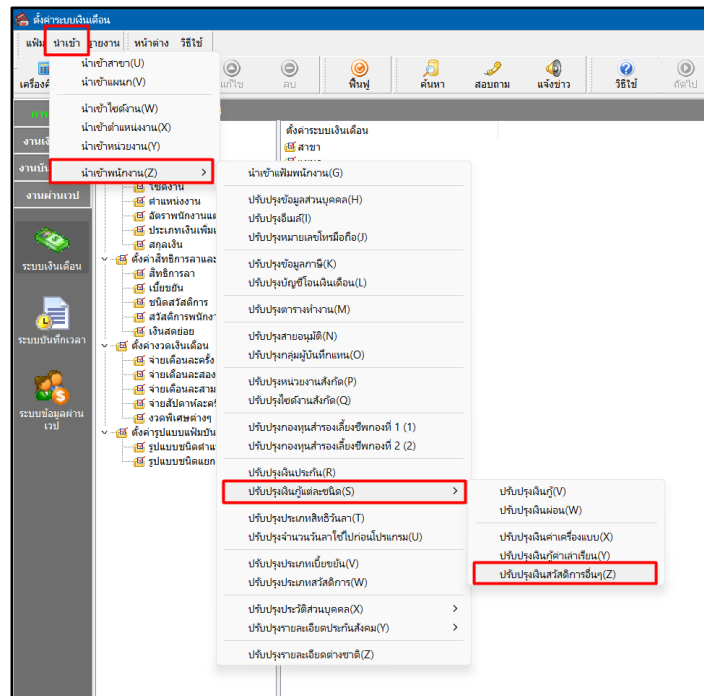 ตั้งค่าระบบเงินเดือน
แฟ้ม นำเข้า รายงาน หน้าต่าง วิธีใช้
แก้ไข ลบ ฟื้นฟู ค้นหา สอบถาม แจ้งข่าว วิธีใช้ ถัดไป
นำเข้าสาขา(U)
นำเข้าแผนก(V)
นำเข้าไซต์งาน(W)
นำเข้าตำแหน่งงาน(X)
นำเข้าหน่วยงาน(Y)
นำเข้าพนักงาน(Z) >
งานผ่านเวป
ระบบเงินเดือน
ระบบบันทึกเวลา
ระบบข้อมูลผ่าน
เวป
ตั้งค่าระบบเงินเดือน
สาขา
ไซต์งาน
ตำแหน่งงาน
อัตราพนักงานแต
ประเภทเงินเพิ่ม
สกุลเงิน
ตั้งค่าสิทธิการลาและ
สิทธิการลา
เบี้ยขยัน
ชนิดสวัสดิการ
สวัสดิการพนักง
เงินสดย่อย
ตั้งค่างวดเงินเดือน
จ่ายเดือนละครั้ง
จ่ายเดือนละสอง
จ่ายเดือนละสาม
จ่ายสัปดาห์ละคร
งวดพิเศษต่างๆ
ตั้งค่ารูปแบบแฟ้มบัน
รูปแบบชนิดตำแ
รูปแบบชนิดแยก
นำเข้าแฟ้มพนักงาน(G)
ปรับปรุงข้อมูลส่วนบุคคล(H)
ปรับปรุงอีเมล์(I)
ปรับปรุงหมายเลขโทรมือถือ(J)
ปรับปรุงข้อมูลภาษี(K)
ปรับปรุงบัญชีโอนเงินเดือน(L)
ปรับปรุงตารางทำงาน(M)
ปรับปรุงสายอนุมัติ(N)
ปรับปรุงกลุ่มผู้บันทึกแทน(O)
ปรับปรุงหน่วยงานสังกัด(P)
ปรับปรุงไซต์งานสังกัด(Q)
ปรับปรุงกองทุนสำรองเลี้ยงชีพกองที่ 1 (1)
ปรับปรุงกองทุนสำรองเลี้ยงชีพกองที่ 2 (2)
ปรับปรุงเงินประกัน(R)
ปรับปรุงเงินกู้แต่ละชนิด(S) >
ปรับปรุงประเภทสิทธิวันลา(T)
ปรับปรุงจำนวนวันลาใช้ไปก่อนโปรแกรม(U)
ปรับปรุงประเภทเบี้ยขยัน(V)
ปรับปรุงประเภทสวัสดิการ(W)
ปรับปรุงประวัติส่วนบุคคล(X) >
ปรับปรุงรายละเอียดประกันสังคม(Y) >
ปรับปรุงรายละเอียดต่างชาติ(Z)
ปรับปรุงเงินกู้(V)
ปรับปรุงเงินผ่อน(W)
ปรับปรุงเงินค่าเครื่องแบบ(X)
ปรับปรุงเงินกู้ค่าเล่าเรียน(Y)
ปรับปรุงเงินสวัสดิการอื่นๆ(Z)